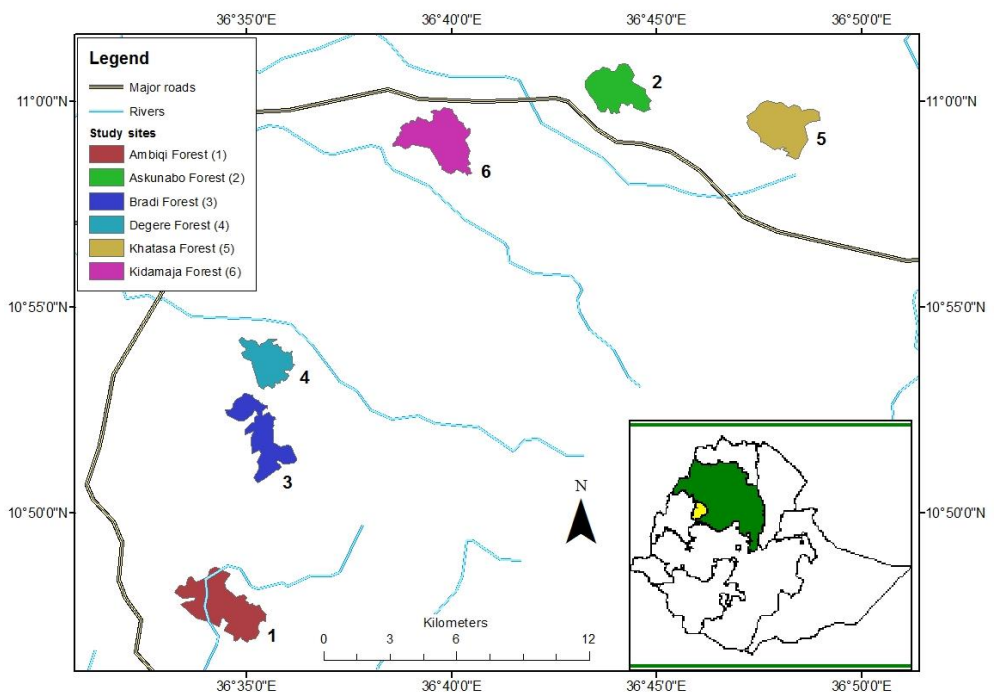 36°35'0"E 36°40'0"E 36°45'0"E 36°50'0"E
Legend
Major roads
Rivers
Study sites
Ambiqi Forest (1)
Askunabo Forest (2)
Bradi Forest (3)
Degere Forest (4)
Khatasa Forest (5)
Kidamaja Forest (6)
2
11°0'0"N 11°0'0"N
5
6
10°55'0"N 10°55'0"N
4
3
N
10°50'0"N 10°50'0"N
1
Kilometers
0 3 6 12
36°35'0"E 36°40'0"E 36°45'0"E 36°50'0"E